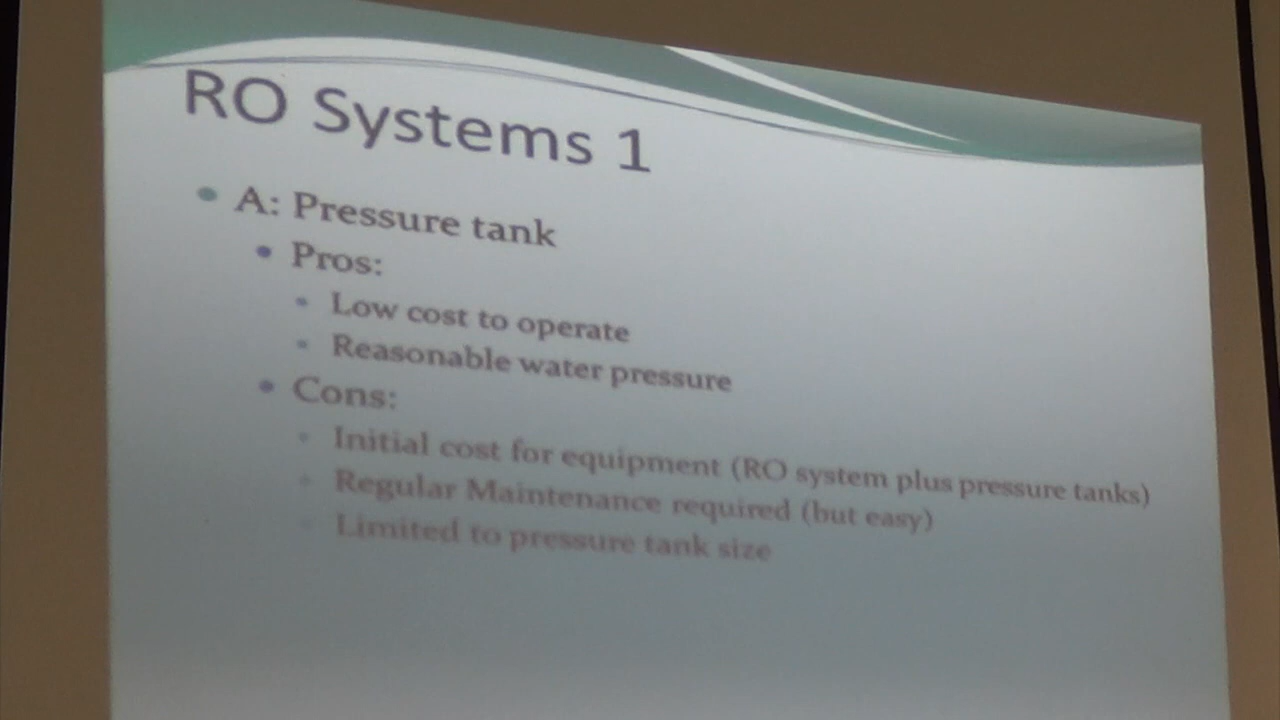 RO Systems 1
A: Pressure tank
Pros:
Low cost to operate
Reasonable water pressure
Cons:
Initial cost for equipment (RO system plus pressure tanks)
Regular Maintenance required (but easy)
Limited to pressure tank size